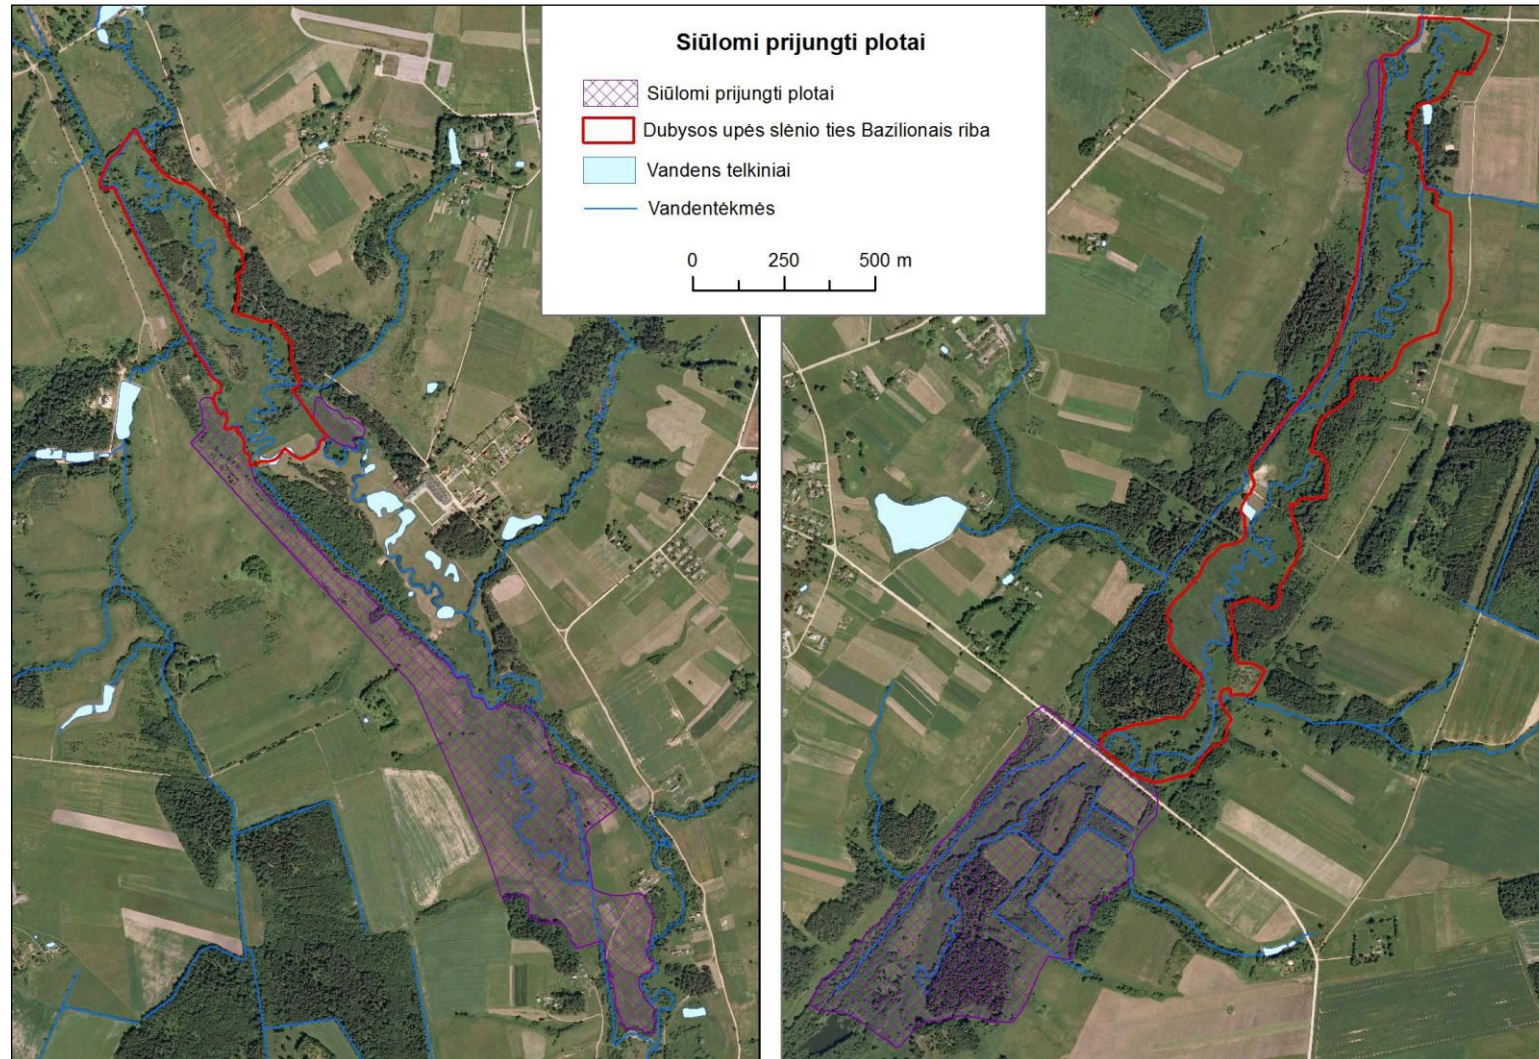 Siūlomi prijungti plotai
Siūlomi prijungti plotai
Dubysos upės slėnio ties Bazilionais riba
Vandens telkiniai
Vandentėkmės
0 250 500 m